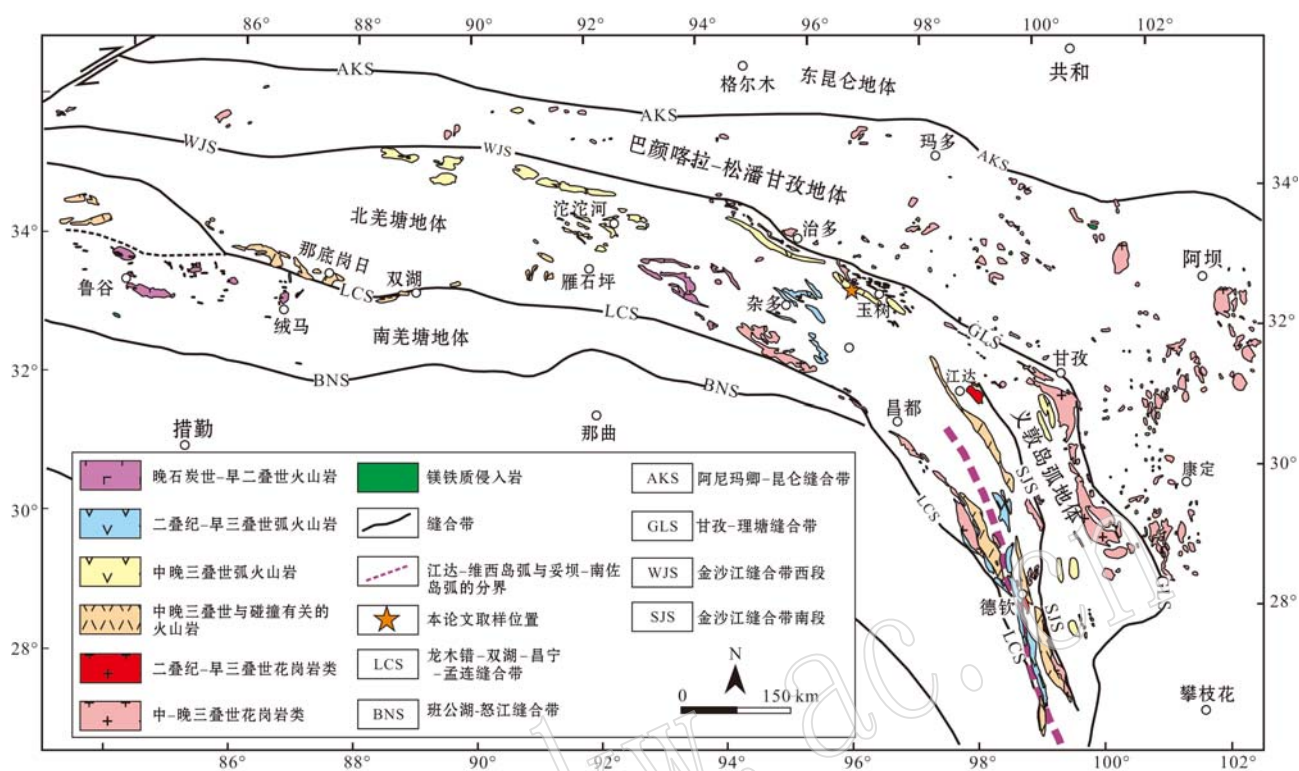 86°
88°
90°
92°
94°
96°
98°
100°
102°
AKS
格尔木
东昆仑地体
共和
AKS
WJS
WJS
巴颜喀拉–松潘甘孜地体
玛多
AKS
34°
34°
北羌塘地体
沱沱河
治多
阿坝
那底岗日
鲁谷
双湖
雁石坪
杂多
玉树
LCS
LCS
绒马
南羌塘地体
GLS
32°
32°
BNS
BNS
江达
甘孜
昌都
义敦岛弧地体
措勤
那曲
SJS
康定
30°
30°
LCS
德钦
SJS
LCS
GLS
28°
28°
攀枝花
晚石炭世–早二叠世火山岩
二叠纪–早三叠世弧火山岩
中晚三叠世弧火山岩
中晚三叠世与碰撞有关的
火山岩
二叠纪–早三叠世花岗岩类
中–晚三叠世花岗岩类
镁铁质侵入岩
缝合带
江达–维西岛弧与妥坝–南佐
岛弧的分界
本论文取样位置
LCS 龙木错–双湖–昌宁
–孟连缝合带
BNS 班公湖–怒江缝合带
AKS 阿尼玛卿–昆仑缝合带
GLS 甘孜–理塘缝合带
WJS 金沙江缝合带西段
SJS 金沙江缝合带南段
N
0 150 km
86°
88°
90
92
94
96
98
100
102